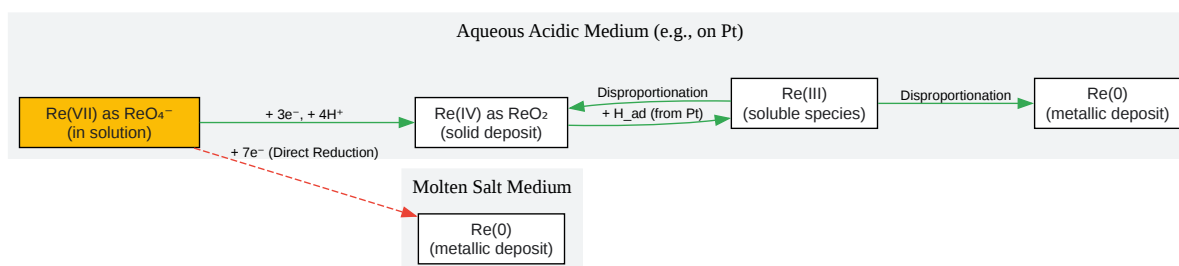 Aqueous Acidic Medium (e.g., on Pt)
Re(VII) as ReO₄⁻
(in solution)
+ 3e⁻, + 4H⁺
Re(IV) as ReO₂
(solid deposit)
Disproportionation
+ H_ad (from Pt)
Re(III)
(soluble species)
Disproportionation
Re(0)
(metallic deposit)
+ 7e⁻ (Direct Reduction)
Molten Salt Medium
Re(0)
(metallic deposit)